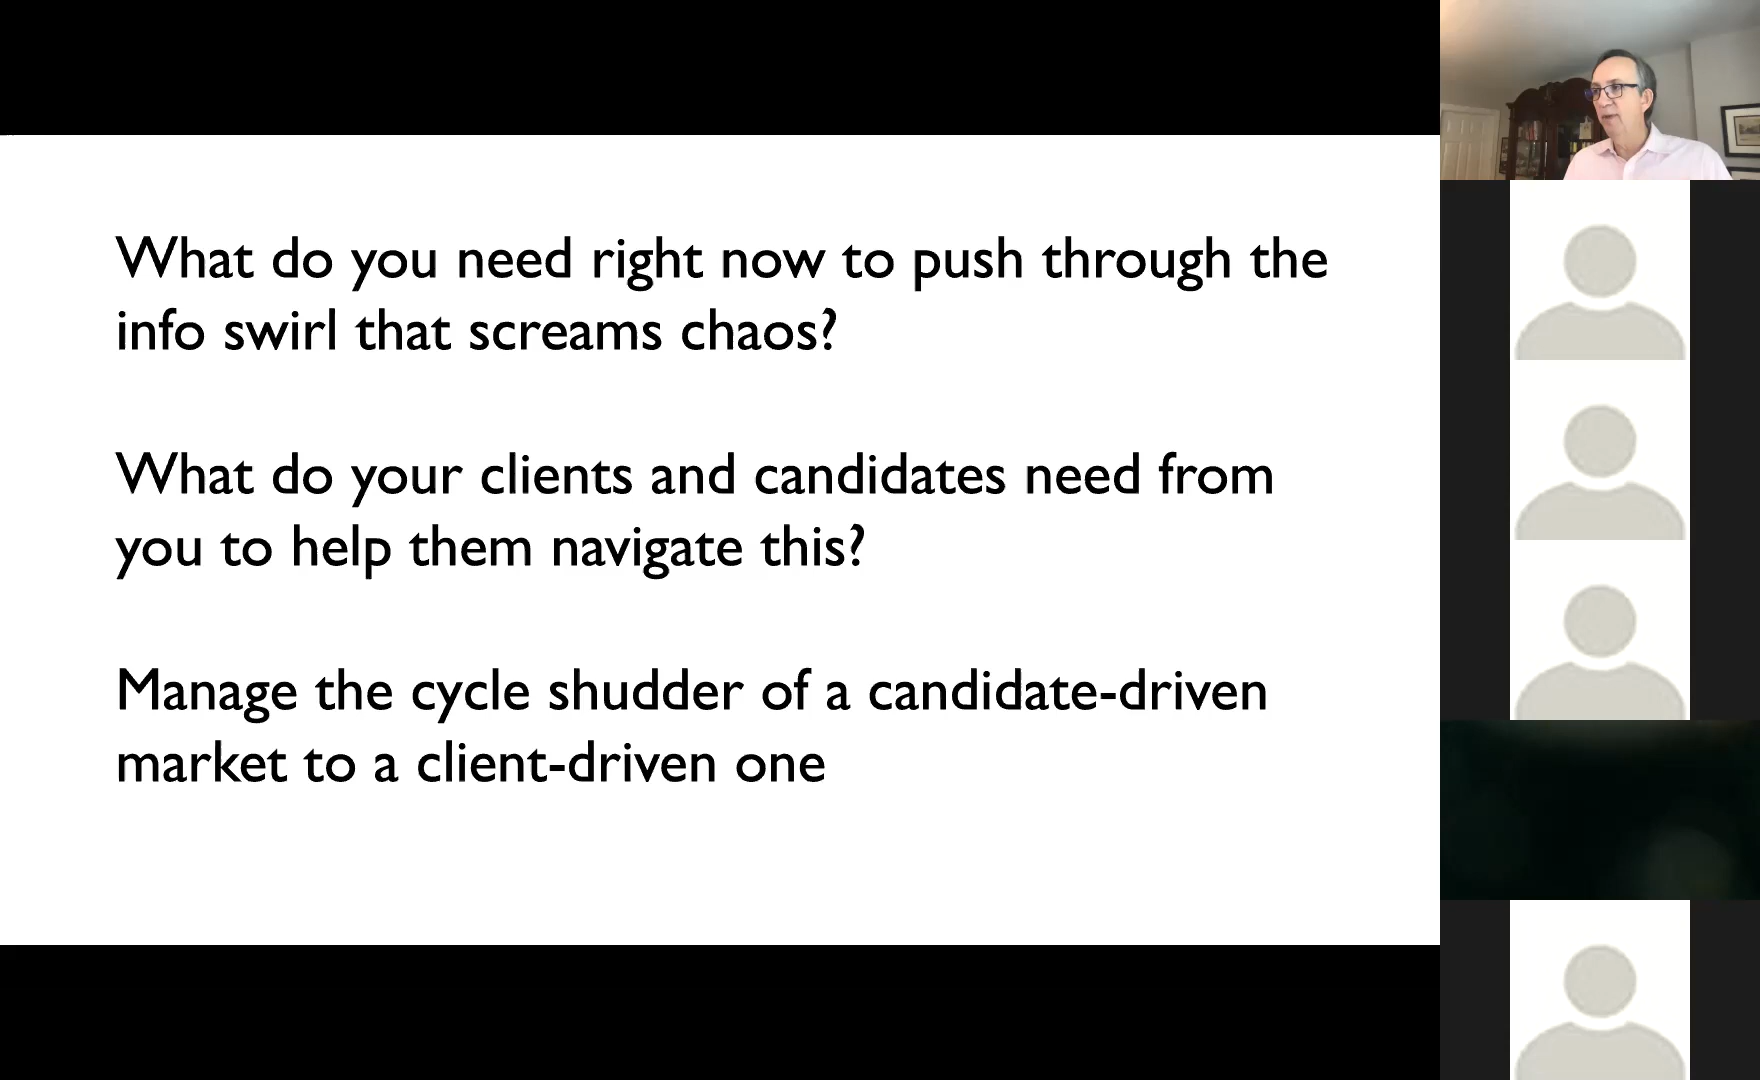 What do you need right now to push through the
info swirl that screams chaos?
What do your clients and candidates need from
you to help them navigate this?
Manage the cycle shudder of a candidate-driven
market to a client-driven one